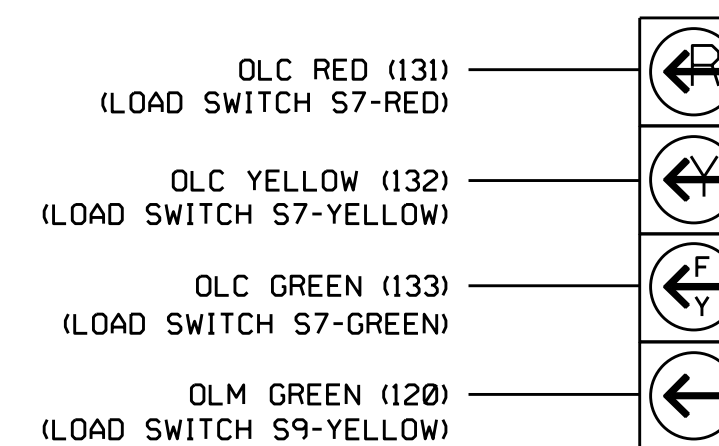 OLC RED (131)
(LOAD SWITCH S7-RED)
R
OLC YELLOW (132)
(LOAD SWITCH S7-YELLOW)
Y
OLC GREEN (133)
(LOAD SWITCH S7-GREEN)
F
Y
OLM GREEN (120)
(LOAD SWITCH S9-YELLOW)